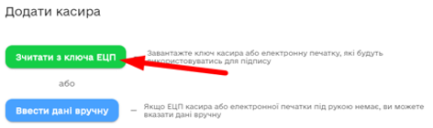 Додати касира
Зчитати з ключа ЕЦП
— Завантажте ключ касира або електронну печатку, які будуть
використовуватись для підпису
або
Ввести дані вручну
— Якщо ЕЦП касира або електронної печатки під рукою немає, ви можете
вказати дані вручну